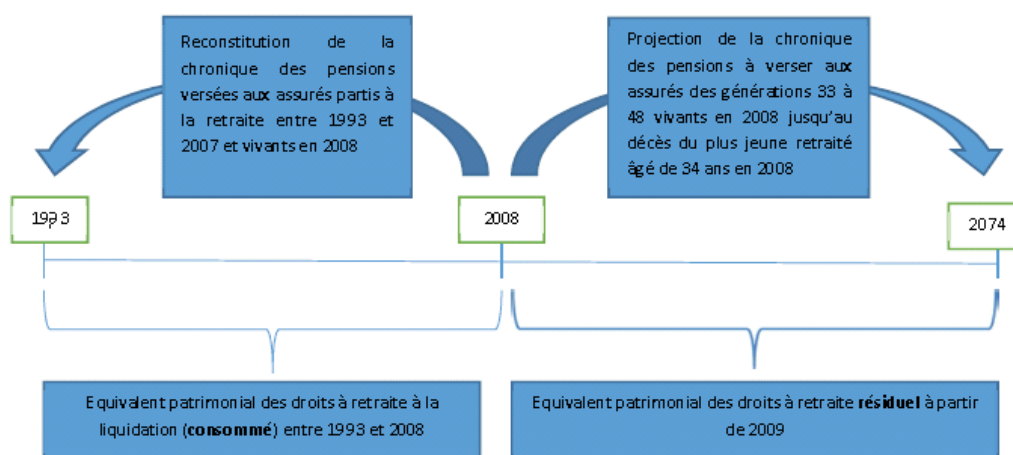 Reconstitution de la
chronique des pensions
versées aux assurés partis à
la retraite entre 1993 et
2007 et vivants en 2008
Projection de la chronique
des pensions à verser aux
assurés des générations 33 à
48 vivants en 2008 jusqu'au
décès du plus jeune retraité
âgé de 34 ans en 2008
1993
2008
2074
Equivalent patrimonial des droits à retraite à la
liquidation (consommé) entre 1993 et 2008
Equivalent patrimonial des droits à retraite résiduel à partir
de 2009